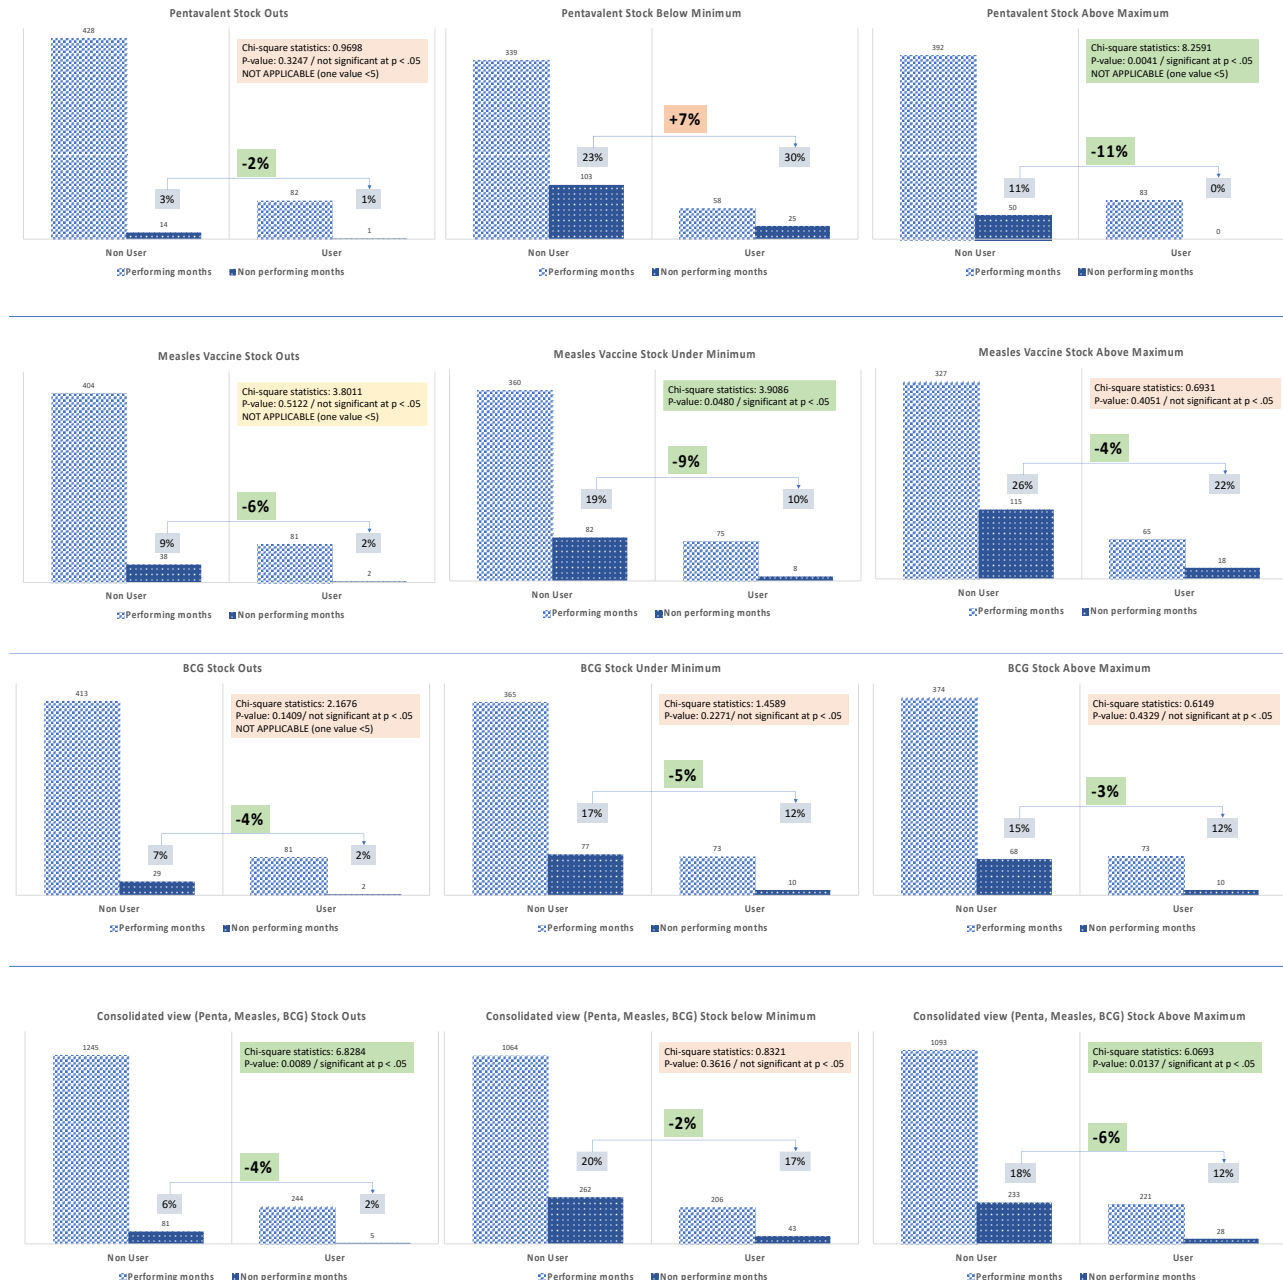 Pentavalent Stock Outs
428
Chi-square statistics: 0.9698
P-value: 0.3247 / not significant at p < .05
NOT APPLICABLE (one value <5)
-2%
3%
1%
14
82
1
Non User
User
Performing months
Non performing months
Pentavalent Stock Below Minimum
339
+7%
23%
30%
103
58
25
Non User
User
Performing months
Non performing months
Pentavalent Stock Above Maximum
392
Chi-square statistics: 8.2591
P-value: 0.0041 / significant at p < .05
NOT APPLICABLE (one value <5)
-11%
11%
0%
50
83
0
Non User
User
Performing months
Non performing months
Measles Vaccine Stock Outs
404
Chi-square statistics: 3.8011
P-value: 0.5122 / not significant at p < .05
NOT APPLICABLE (one value <5)
-6%
9%
2%
38
81
2
Non User
User
Performing months
Non performing months
Measles Vaccine Stock Under Minimum
360
Chi-square statistics: 3.9086
P-value: 0.0480 / significant at p < .05
-9%
19%
10%
82
75
8
Non User
User
Performing months
Non performing months
Measles Vaccine Stock Above Maximum
327
Chi-square statistics: 0.6931
P-value: 0.4051 / not significant at p < .05
-4%
26%
22%
115
65
18
Non User
User
Performing months
Non performing months
BCG Stock Outs
413
Chi-square statistics: 2.1676
P-value: 0.1409/ not significant at p < .05
NOT APPLICABLE (one value <5)
-4%
7%
2%
29
81
2
Non User
User
Performing months
Non performing months
BCG Stock Under Minimum
365
Chi-square statistics: 1.4589
P-value: 0.2271/ not significant at p < .05
-5%
17%
12%
77
73
10
Non User
User
Performing months
Non performing months
BCG Stock Above Maximum
374
Chi-square statistics: 0.6149
P-value: 0.4329 / not significant at p < .05
-3%
15%
12%
68
73
10
Non User
User
Performing months
Non performing months
Consolidated view (Penta, Measles, BCG) Stock Outs
1245
Chi-square statistics: 6.8284
P-value: 0.0089 / significant at p < .05
-4%
6%
2%
81
244
5
Non User
User
Performing months
Non performing months
Consolidated view (Penta, Measles, BCG) Stock below Minimum
1064
Chi-square statistics: 0.8321
P-value: 0.3616 / not significant at p < .05
-2%
20%
17%
262
206
43
Non User
User
Performing months
Non performing months
Consolidated view (Penta, Measles, BCG) Stock Above Maximum
1093
Chi-square statistics: 6.0693
P-value: 0.0137 / significant at p < .05
-6%
18%
12%
233
221
28
Non User
User
Performing months
Non performing months